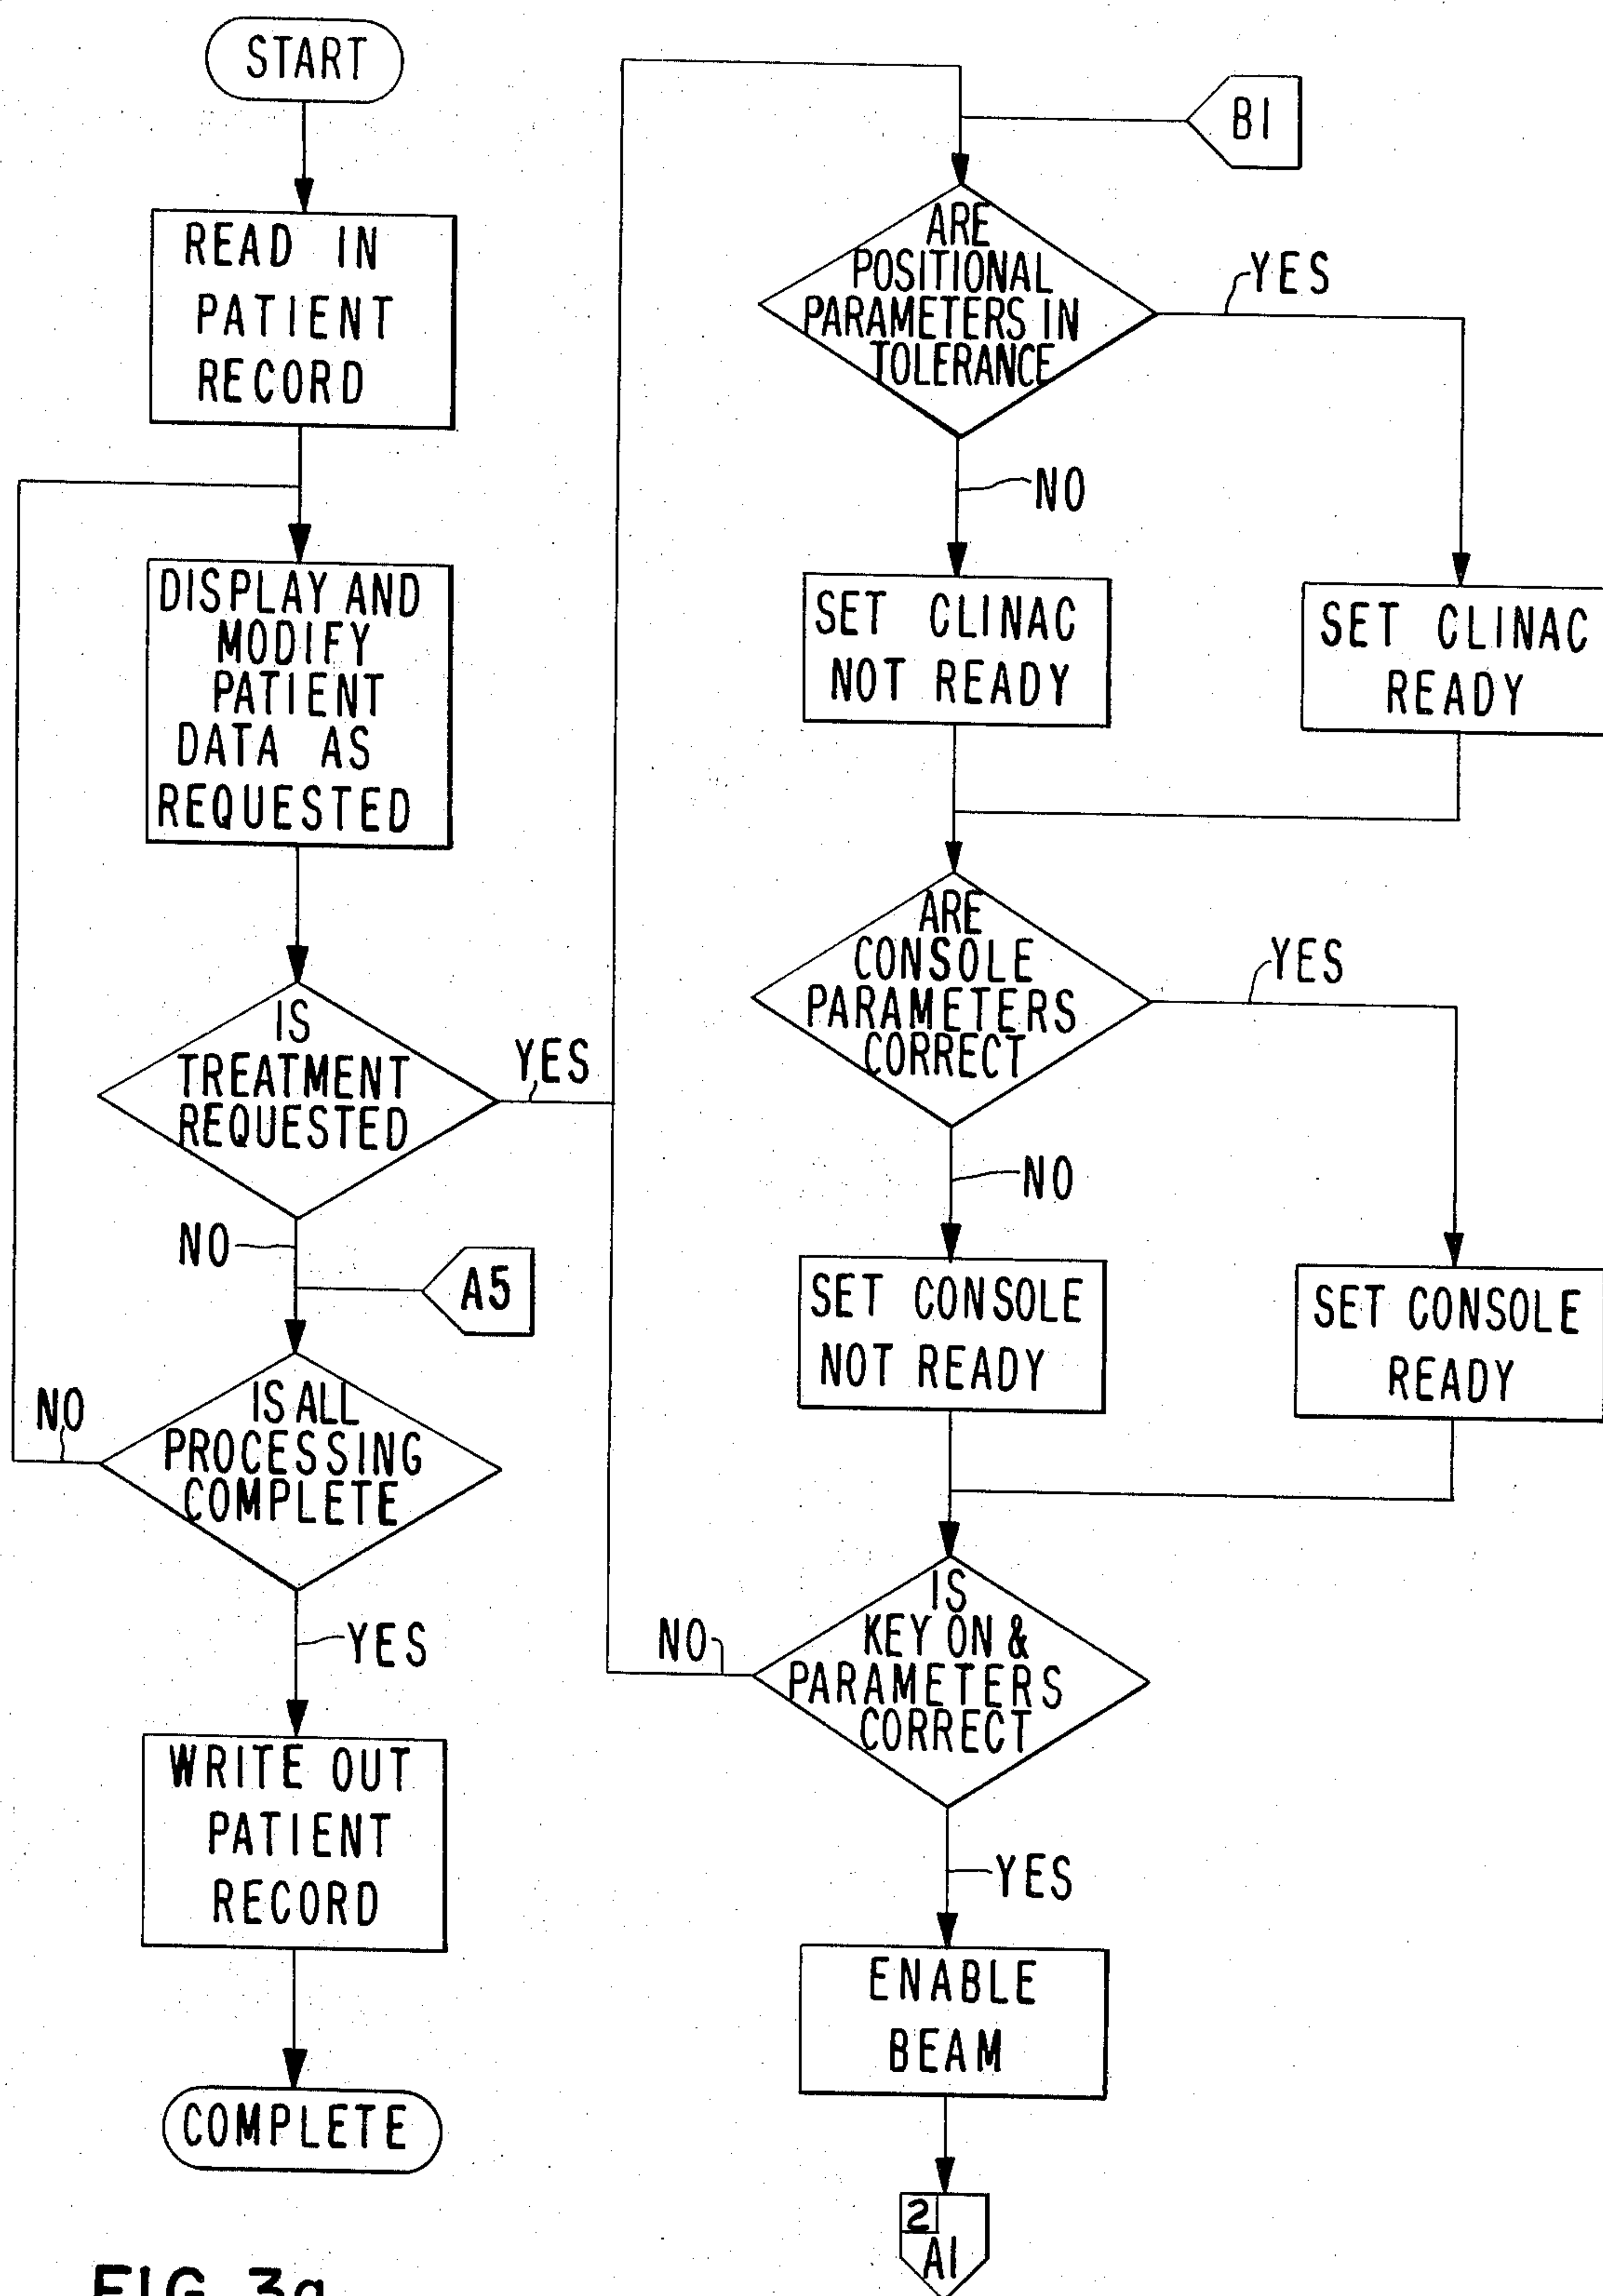 START
READ IN
PATIENT
RECORD
DISPLAY AND
MODIFY
PATIENT
DATA AS
REQUESTED
IS
TREATMENT
REQUESTED
YES
NO
A5
IS ALL
PROCESSING
COMPLETE
NO
YES
WRITE OUT
PATIENT
RECORD
COMPLETE
B1
ARE
POSITIONAL
PARAMETERS IN
TOLERANCE
YES
NO
SET CLINAC
NOT READY
SET CLINAC
READY
ARE
CONSOLE
PARAMETERS
CORRECT
YES
NO
SET CONSOLE
NOT READY
SET CONSOLE
READY
IS
KEY ON &
PARAMETERS
CORRECT
NO
YES
ENABLE
BEAM
2
A1
FIG. 3a